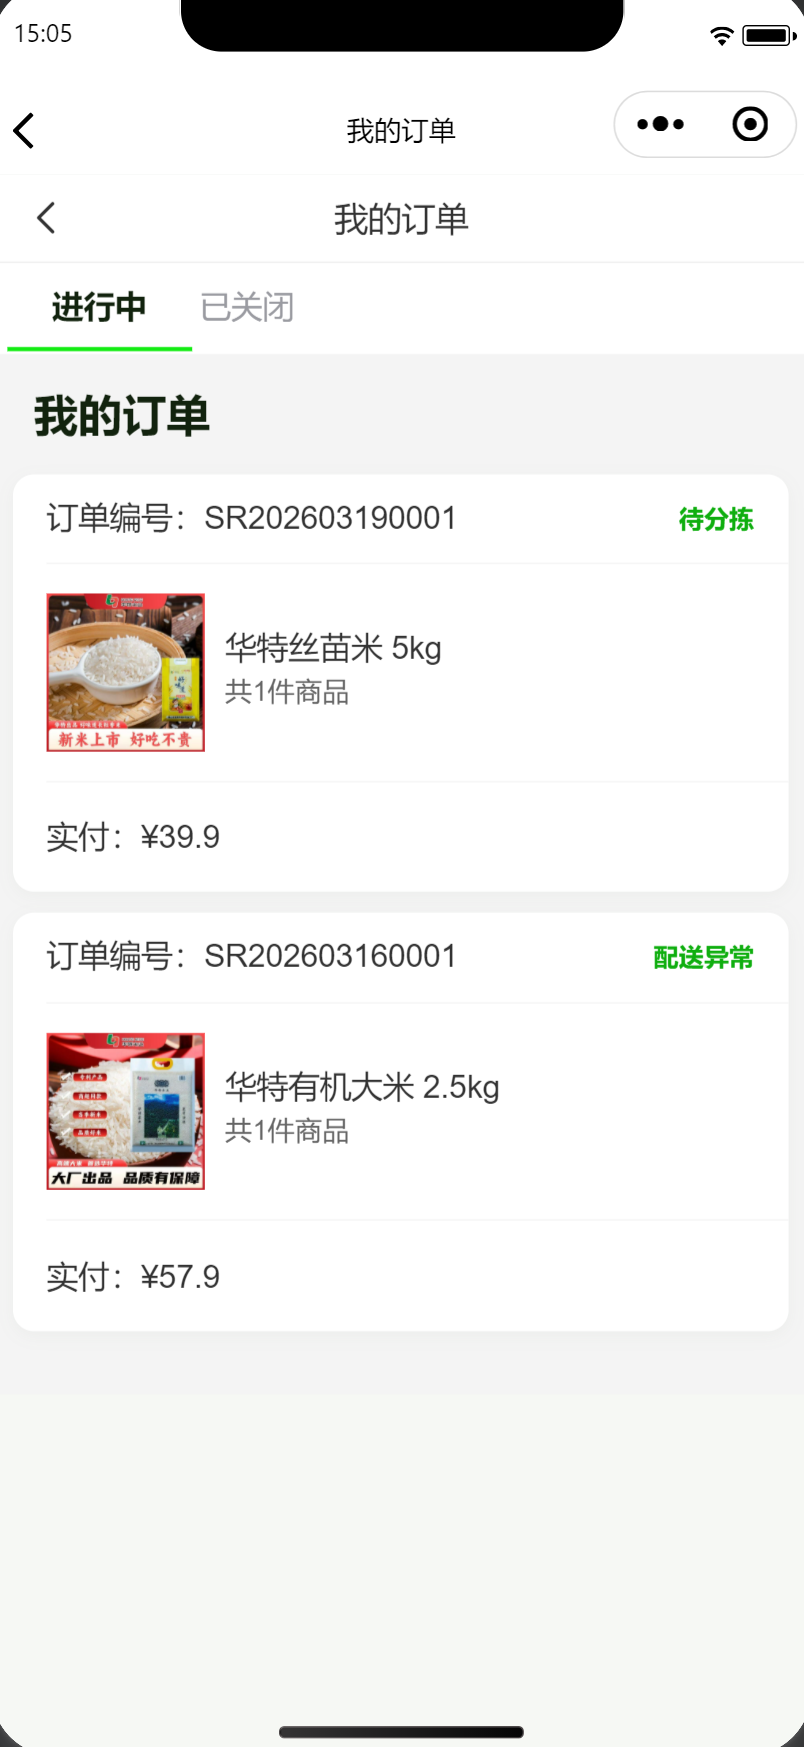 15:05
我的订单
我的订单
进行中 已关闭
我的订单
订单编号：SR202603190001 待分拣
华特丝苗米 5kg
共1件商品
新米上市 好吃不贵
实付：¥39.9
订单编号：SR202603160001 配送异常
专利产品
华特有机大米 2.5kg
共1件商品
大厂出品 品质有保障
实付：¥57.9